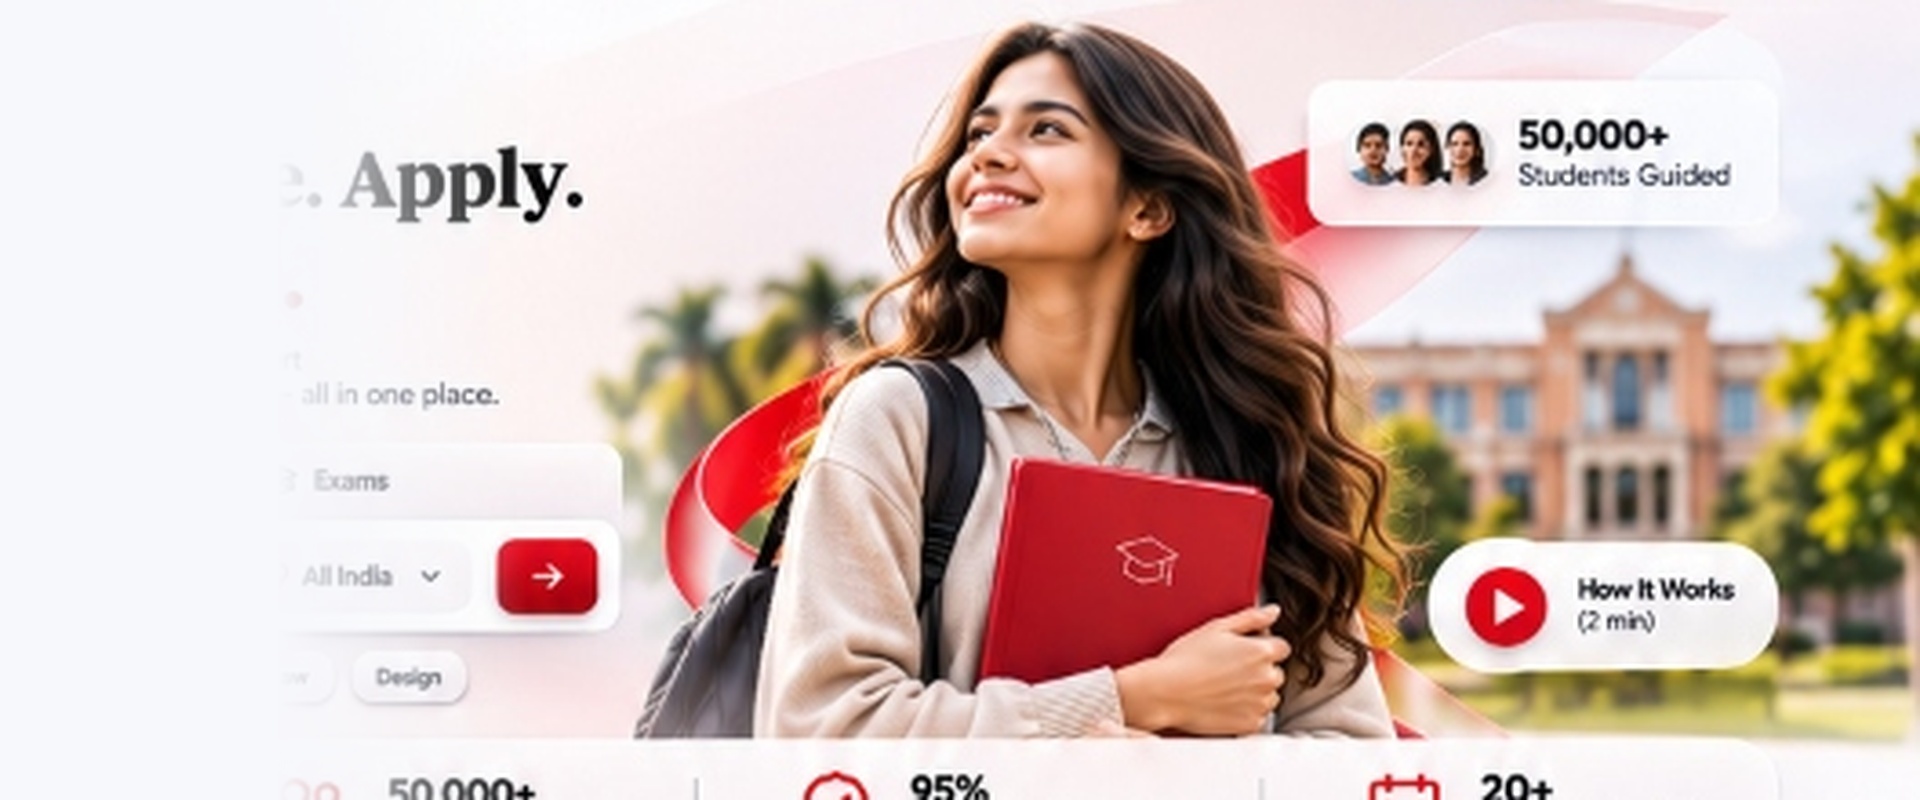 e. Apply.
50,000+
Students Guided
rt
- all in one place.
Exams
All India
How It Works
(2 min)
Design
50,000+
95%
20+